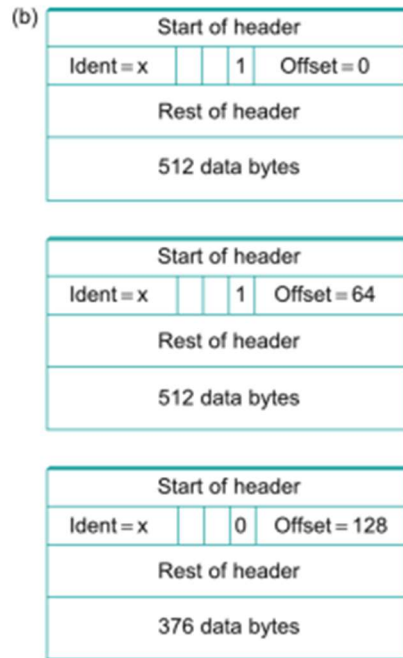 (b)
Start of header
Ident=x 1 Offset=0
Rest of header
512 data bytes
Start of header
Ident=x 1 Offset=64
Rest of header
512 data bytes
Start of header
Ident=x 0 Offset=128
Rest of header
376 data bytes